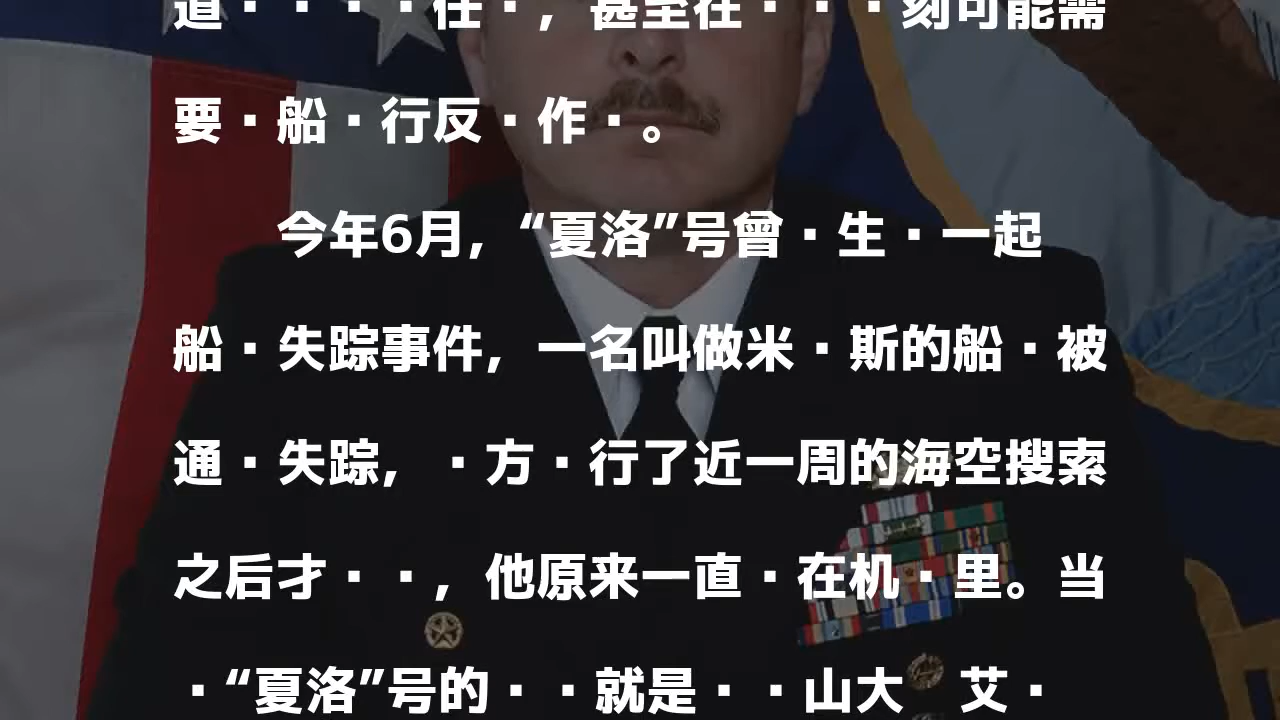 道·····任·，甚至在···刻可能需
要·船·行反·作·。
今年6月，“夏洛”号曾·生·一起
船·失踪事件，一名叫做米·斯的船·被
通·失踪，·方·行了近一周的海空搜索
之后才··，他原来一直·在机·里。当
·“夏洛”号的··就是··山大 艾·